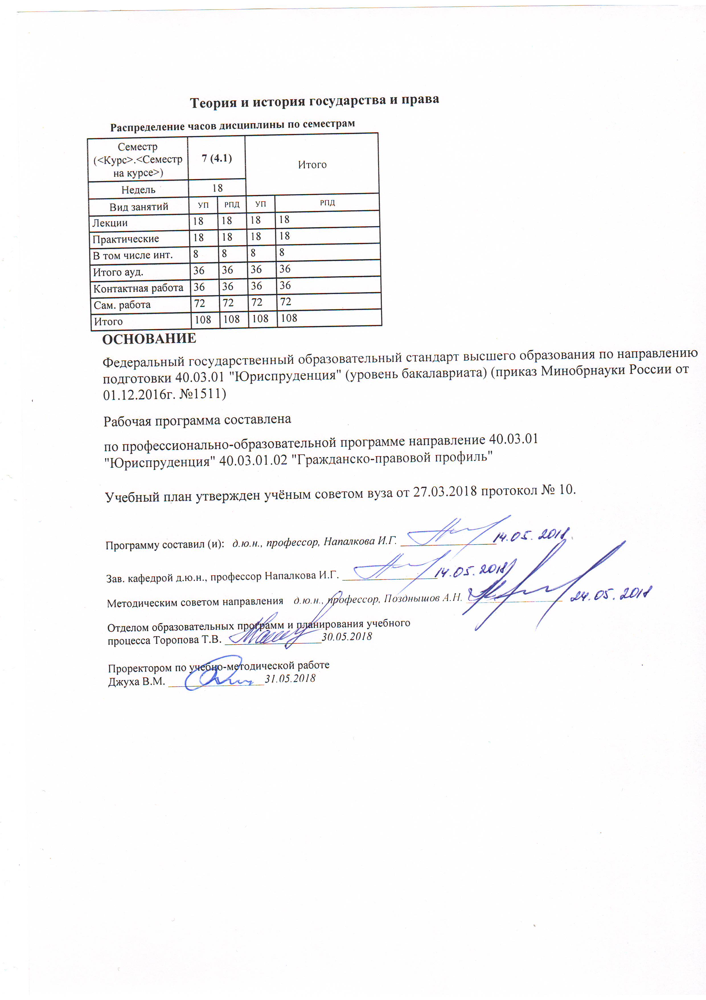 Теория и история государства и права
Распределение часов дисциплины по семестрам
Семестр
(<Курс>.<Семестр
на курсе>)
7 (4.1)
Итого
Недель 18
Вид занятий УП РПД УП РПД
Лекции 18 18 18 18
Практические 18 18 18 18
В том числе инт. 8 8 8 8
Итого ауд. 36 36 36 36
Контактная работа 36 36 36 36
Сам. работа 72 72 72 72
Итого 108 108 108 108
ОСНОВАНИЕ
Федеральный государственный образовательный стандарт высшего образования по направлению
подготовки 40.03.01 "Юриспруденция" (уровень бакалавриата) (приказ Минобрнауки России от
01.12.2016г. №1511)
Рабочая программа составлена
по профессионально-образовательной программе направление 40.03.01
"Юриспруденция" 40.03.01.02 "Гражданско-правовой профиль"
Учебный план утвержден учёным советом вуза от 27.03.2018 протокол № 10.
Программу составил (и): д.ю.н., профессор, Напалкова И.Г. 14.05.2018.
Зав. кафедрой д.ю.н., профессор Напалкова И.Г. 14.05.2018
Методическим советом направления д.ю.н., профессор, Позднышов А.Н. 24.05.2018
Отделом образовательных программ и планирования учебного
процесса Торопова Т.В. 30.05.2018
Проректором по учебно-методической работе
Джуха В.М. 31.05.2018